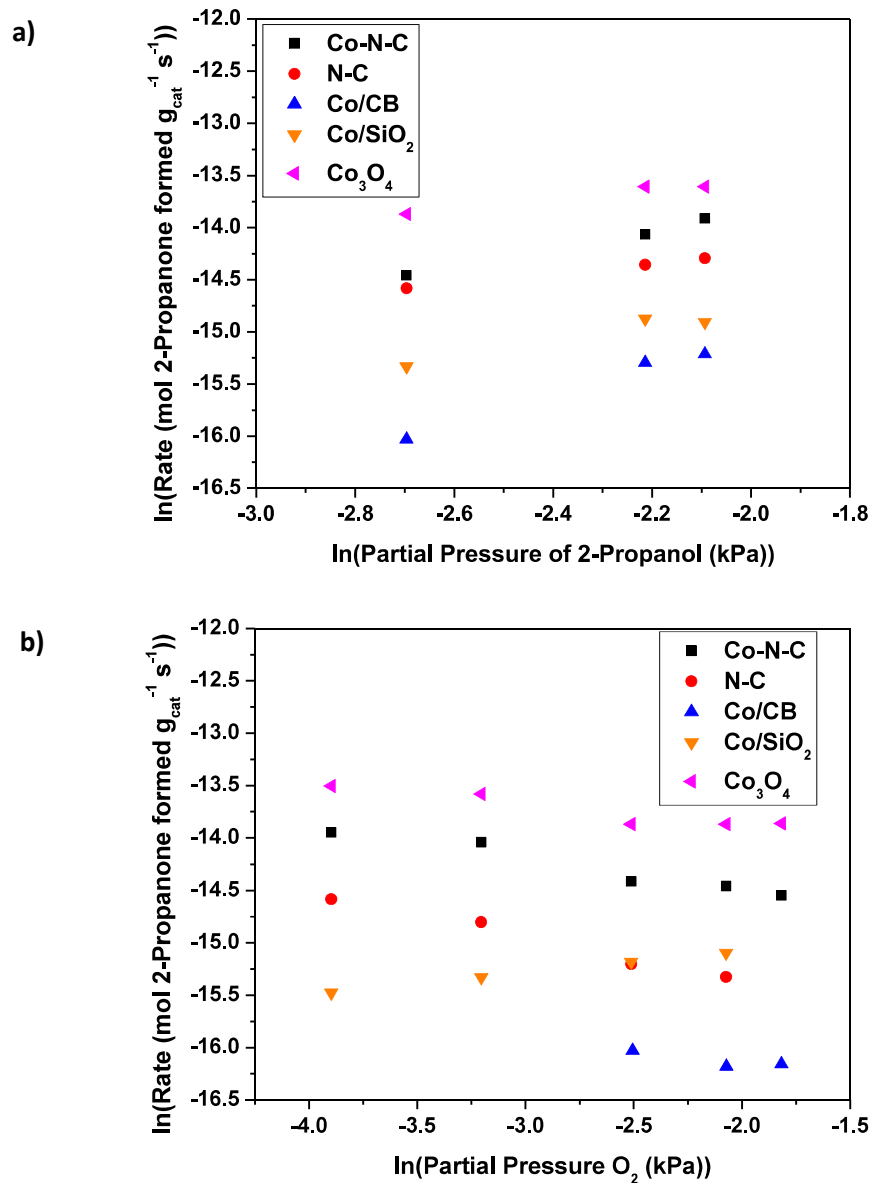 a)
-12.0
-12.5
-13.0
-13.5
-14.0
-14.5
-15.0
-15.5
-16.0
-16.5
ln(Rate (mol 2-Propanone formed g_cat^-1 s^-1))
Co-N-C
N-C
Co/CB
Co/SiO₂
Co₃O₄
-3.0 -2.8 -2.6 -2.4 -2.2 -2.0 -1.8
ln(Partial Pressure of 2-Propanol (kPa))
b)
-12.0
-12.5
-13.0
-13.5
-14.0
-14.5
-15.0
-15.5
-16.0
-16.5
ln(Rate (mol 2-Propanone formed g_cat^-1 s^-1))
Co-N-C
N-C
Co/CB
Co/SiO₂
Co₃O₄
-4.0 -3.5 -3.0 -2.5 -2.0 -1.5
ln(Partial Pressure O₂ (kPa))